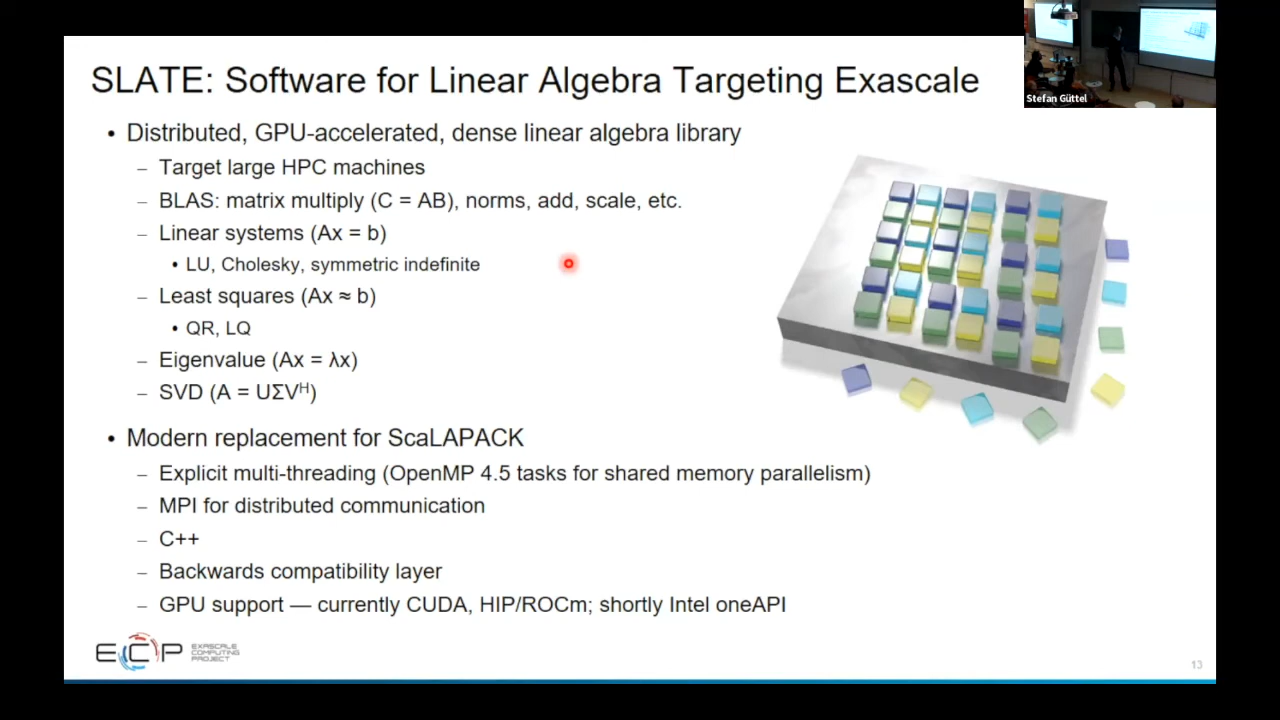 SLATE: Software for Linear Algebra Targeting Exascale
Stefan Güttel
• Distributed, GPU-accelerated, dense linear algebra library
– Target large HPC machines
– BLAS: matrix multiply (C = AB), norms, add, scale, etc.
– Linear systems (Ax = b)
• LU, Cholesky, symmetric indefinite
– Least squares (Ax ≈ b)
• QR, LQ
– Eigenvalue (Ax = λx)
– SVD (A = UΣVᴴ)
• Modern replacement for ScaLAPACK
– Explicit multi-threading (OpenMP 4.5 tasks for shared memory parallelism)
– MPI for distributed communication
– C++
– Backwards compatibility layer
– GPU support — currently CUDA, HIP/ROCm; shortly Intel oneAPI
ECP
EXASCALE
COMPUTING
PROJECT
13